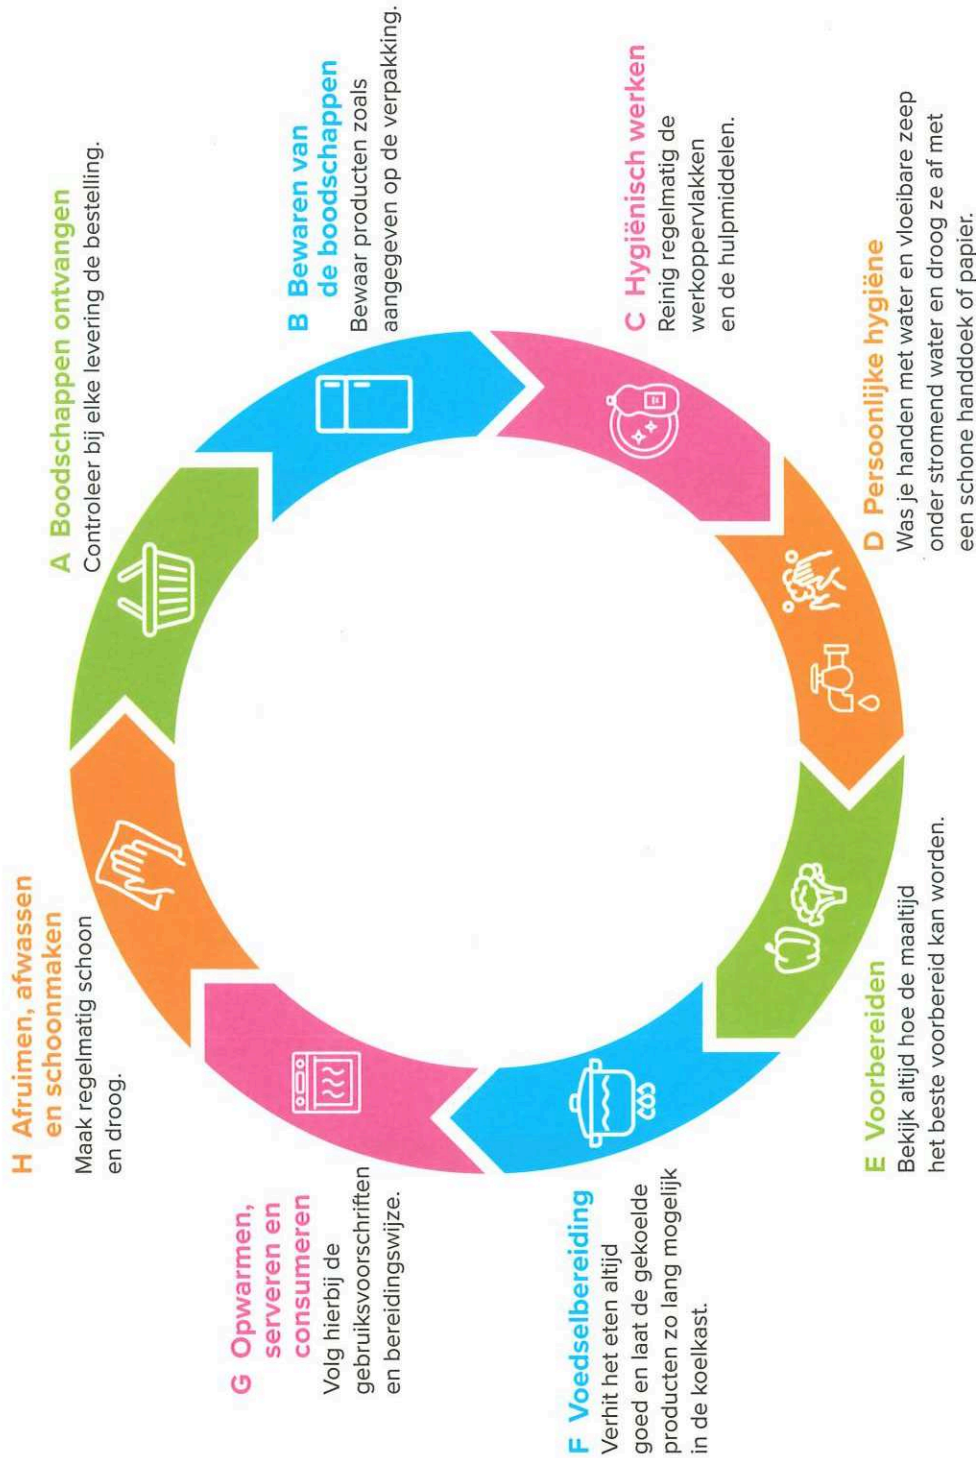 A Boodschappen ontvangen
Controleer bij elke levering de bestelling.
B Bewaren van
de boodschappen
Bewaar producten zoals
aangegeven op de verpakking.
C Hygiënisch werken
Reinig regelmatig de
werkoppervlakken
en de hulpmiddelen.
D Persoonlijke hygiëne
Was je handen met water en vloeibare zeep
onder stromend water en droog ze af met
een schone handdoek of papier.
E Voorbereiden
Bekijk altijd hoe de maaltijd
het beste voorbereid kan worden.
F Voedselbereiding
Verhit het eten altijd
goed en laat de gekoelde
producten zo lang mogelijk
in de koelkast.
G Opwarmen,
serveren en
consumeren
Volg hierbij de
gebruiksvoorschriften
en bereidingswijze.
H Afruimen, afwassen
en schoonmaken
Maak regelmatig schoon
en droog.